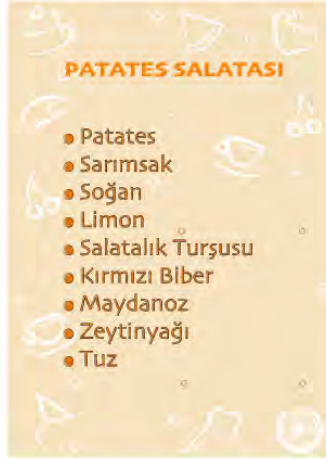 PATATES SALATASI
• Patates
• Sarımsak
• Soğan
• Limon
• Salatalık Turşusu
• Kırmızı Biber
• Maydanoz
• Zeytinyağı
• Tuz